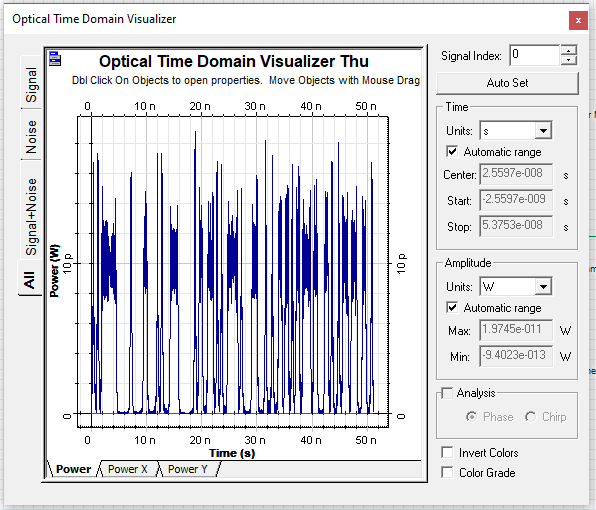 Optical Time Domain Visualizer
x
Signal
Noise
Signal+Noise
All
Optical Time Domain Visualizer Thu
Dbl Click On Objects to open properties. Move Objects with Mouse Drag
0 10 n 20 n 30 n 40 n 50 n
Power (W)
10 p
0
10 p
0
0 10 n 20 n 30 n 40 n 50 n
Time (s)
Power Power X Power Y
Signal Index: 0
Auto Set
Time
Units: s
Automatic range
Center: 2.5597e-008 s
Start: -2.5597e-009 s
Stop: 5.3753e-008 s
Amplitude
Units: W
Automatic range
Max: 1.9745e-011 W
Min: -9.4023e-013 W
Analysis
Phase Chirp
Invert Colors
Color Grade